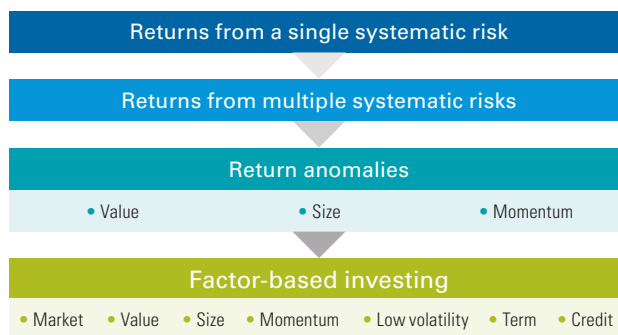 Returns from a single systematic risk
Returns from multiple systematic risks
Return anomalies
• Value • Size • Momentum
Factor-based investing
• Market • Value • Size • Momentum • Low volatility • Term • Credit